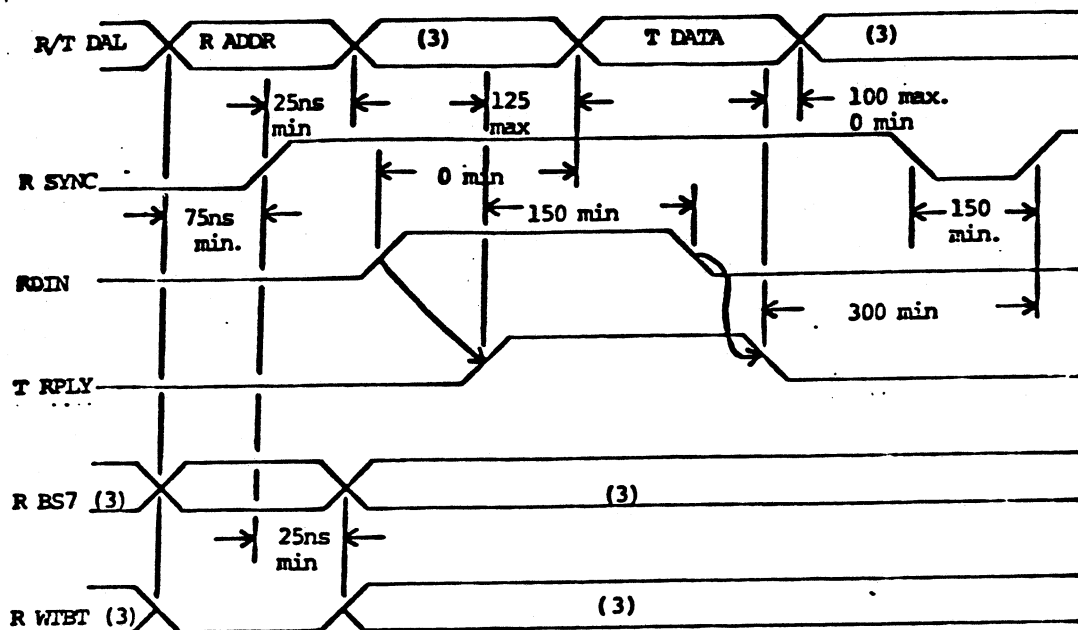 R/T DAL R ADDR (3) T DATA (3)
25ns min 125 max 100 max. 0 min
R SYNC 0 min
75ns min. 150 min 150 min.
RDIN
300 min
T RPLY
R BS7 (3) (3)
25ns min
R WTBT (3) (3)